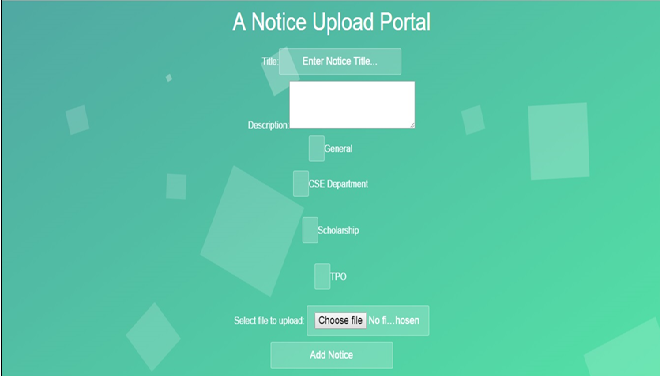 A Notice Upload Portal
Title: Enter Notice Title...
Description
General
CSE Department
Scholarship
TPO
Select file to upload: Choose file No fi...hosen
Add Notice